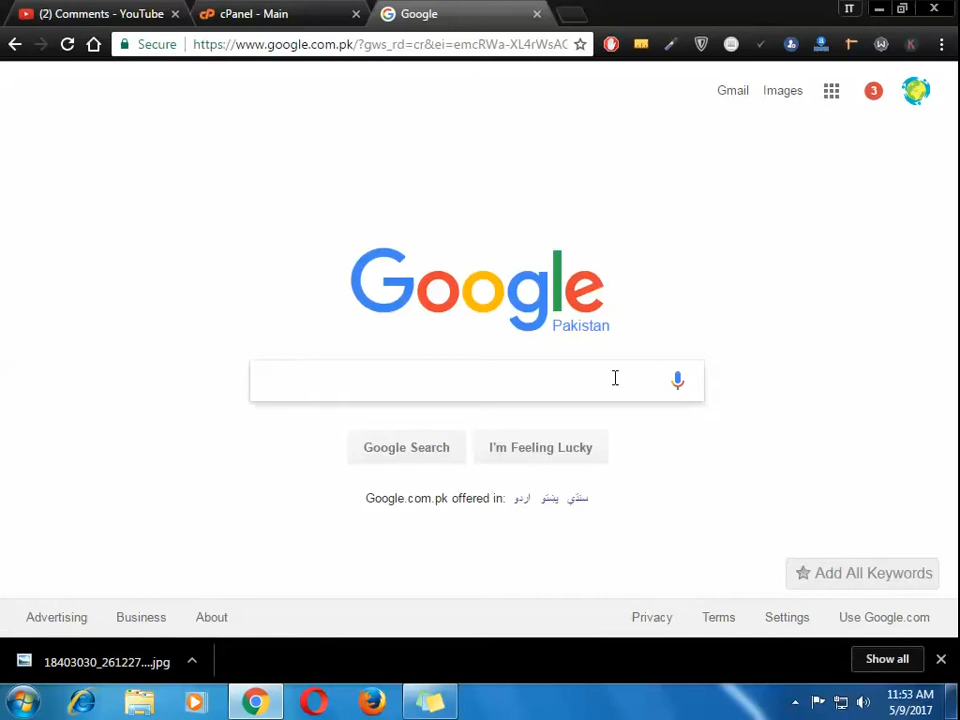 (2) Comments - YouTube
cPanel - Main
Google
IT
Secure
https://www.google.com.pk/?gws_rd=cr&ei=emcRWa-XL4rWsAC
Gmail
Images
3
Google
Pakistan
Google Search
I'm Feeling Lucky
Google.com.pk offered in: اردو پښتو سنڌي
Add All Keywords
Advertising
Business
About
Privacy
Terms
Settings
Use Google.com
18403030_261227....jpg
Show all
11:53 AM
5/9/2017